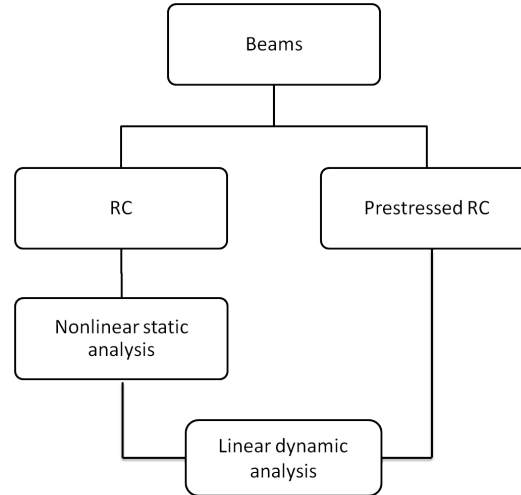 Beams
RC
Prestressed RC
Nonlinear static
analysis
Linear dynamic
analysis